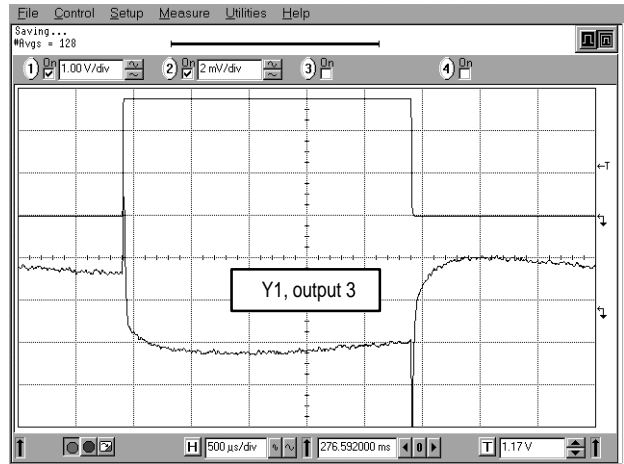 File Control Setup Measure Utilities Help
Saving...
#Avgs = 128
1 On 1.00 V/div 2 On 2 mV/div 3 On 4 On
T
Y1, output 3
H 500 µs/div 276.592000 ms 0 T 1.17 V